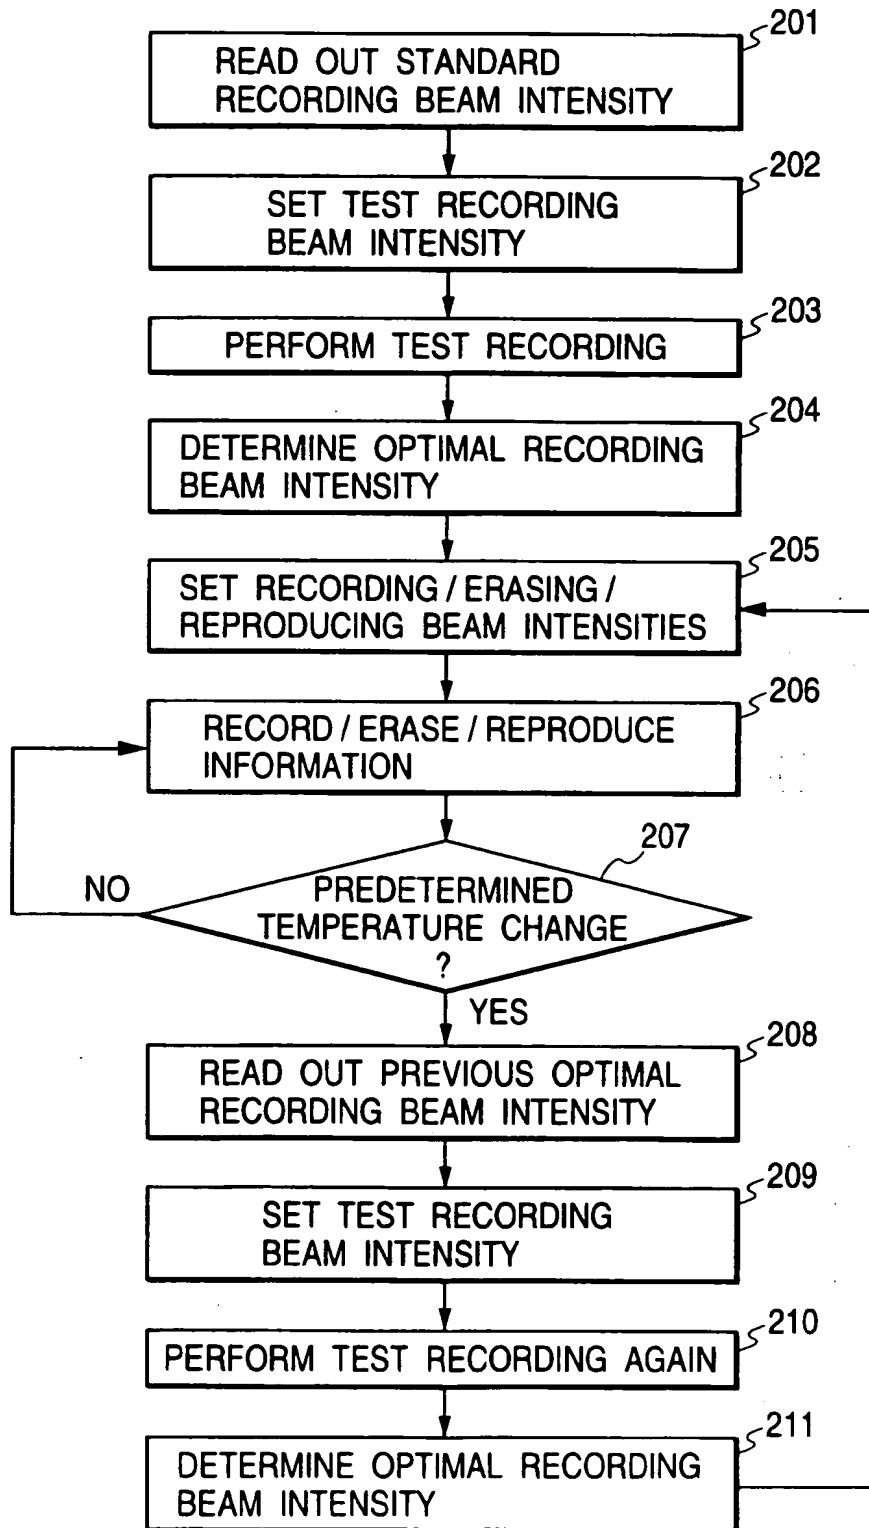 201
READ OUT STANDARD
RECORDING BEAM INTENSITY
202
SET TEST RECORDING
BEAM INTENSITY
203
PERFORM TEST RECORDING
204
DETERMINE OPTIMAL RECORDING
BEAM INTENSITY
205
SET RECORDING / ERASING /
REPRODUCING BEAM INTENSITIES
206
RECORD / ERASE / REPRODUCE
INFORMATION
207
NO
PREDETERMINED
TEMPERATURE CHANGE
?
YES
208
READ OUT PREVIOUS OPTIMAL
RECORDING BEAM INTENSITY
209
SET TEST RECORDING
BEAM INTENSITY
210
PERFORM TEST RECORDING AGAIN
211
DETERMINE OPTIMAL RECORDING
BEAM INTENSITY